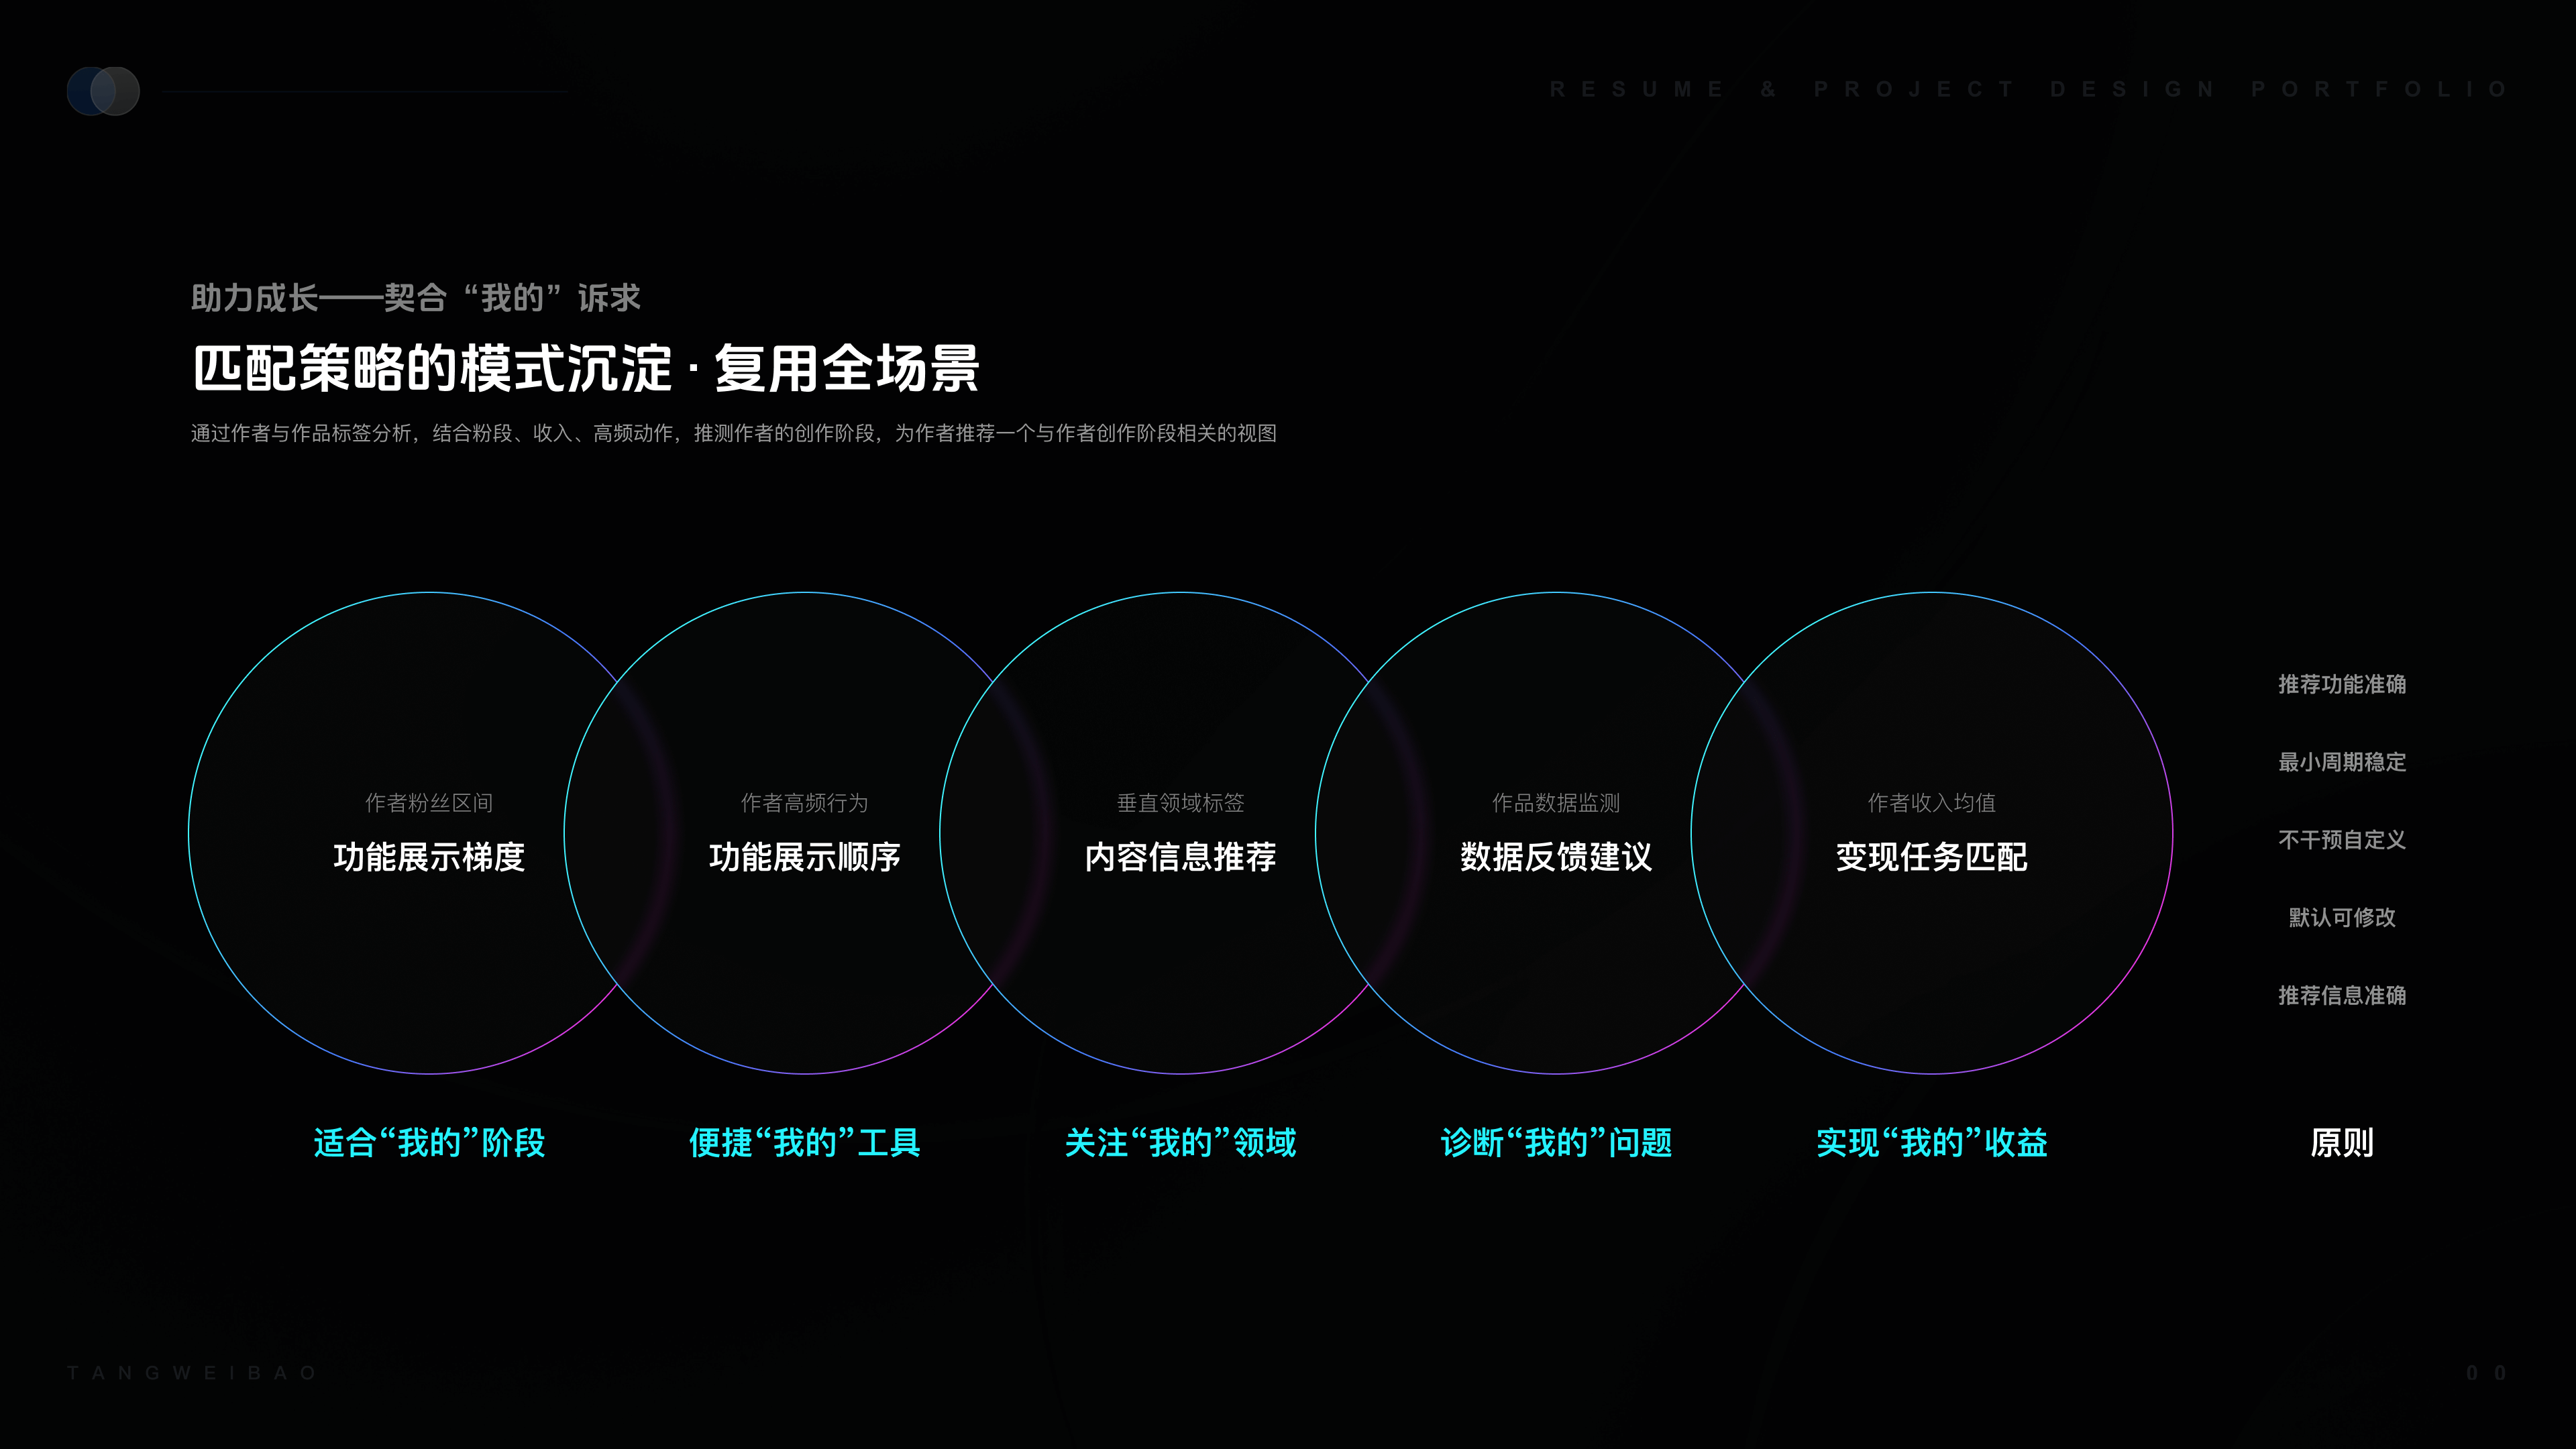 RESUME & PROJECT DESIGN PORTFOLIO
助力成长——契合“我的”诉求
匹配策略的模式沉淀·复用全场景
通过作者与作品标签分析，结合粉段、收入、高频动作，推测作者的创作阶段，为作者推荐一个与作者创作阶段相关的视图
作者粉丝区间
功能展示梯度
适合“我的”阶段
作者高频行为
功能展示顺序
便捷“我的”工具
垂直领域标签
内容信息推荐
关注“我的”领域
作品数据监测
数据反馈建议
诊断“我的”问题
作者收入均值
变现任务匹配
实现“我的”收益
推荐功能准确
最小周期稳定
不干预自定义
默认可修改
推荐信息准确
原则
TANGWEIBAO
00